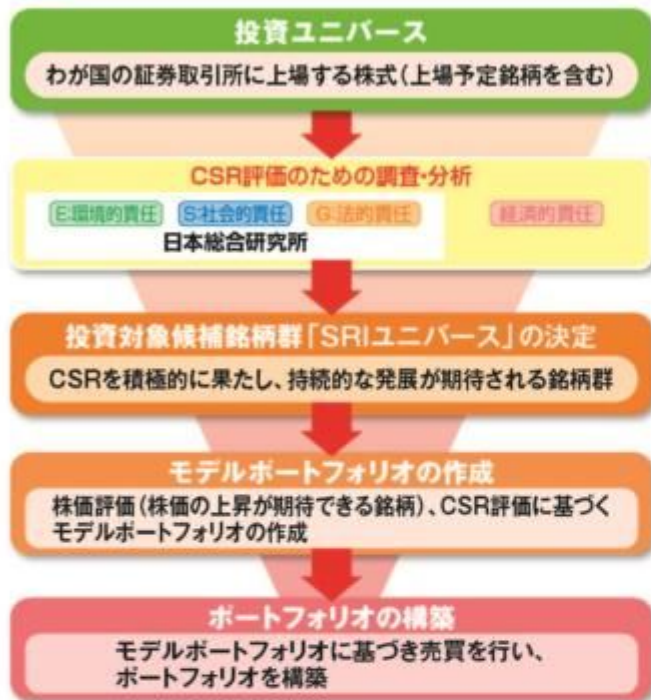 投資ユニバース
わが国の証券取引所に上場する株式(上場予定銘柄を含む)
CSR評価のための調査・分析
E:環境的責任 S:社会的責任 G:法的責任 経済的責任
日本総合研究所
投資対象候補銘柄群「SRIユニバース」の決定
CSRを積極的に果たし、持続的な発展が期待される銘柄群
モデルポートフォリオの作成
株価評価(株価の上昇が期待できる銘柄)、CSR評価に基づく
モデルポートフォリオの作成
ポートフォリオの構築
モデルポートフォリオに基づき売買を行い、
ポートフォリオを構築